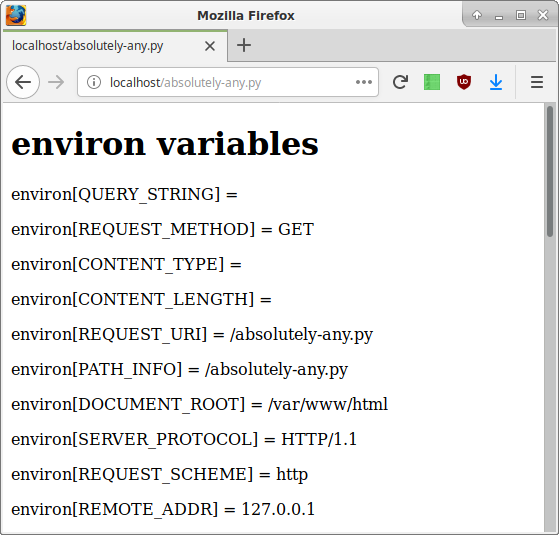 Mozilla Firefox
localhost/absolutely-any.py
localhost/absolutely-any.py
environ variables
environ[QUERY_STRING] =
environ[REQUEST_METHOD] = GET
environ[CONTENT_TYPE] =
environ[CONTENT_LENGTH] =
environ[REQUEST_URI] = /absolutely-any.py
environ[PATH_INFO] = /absolutely-any.py
environ[DOCUMENT_ROOT] = /var/www/html
environ[SERVER_PROTOCOL] = HTTP/1.1
environ[REQUEST_SCHEME] = http
environ[REMOTE_ADDR] = 127.0.0.1